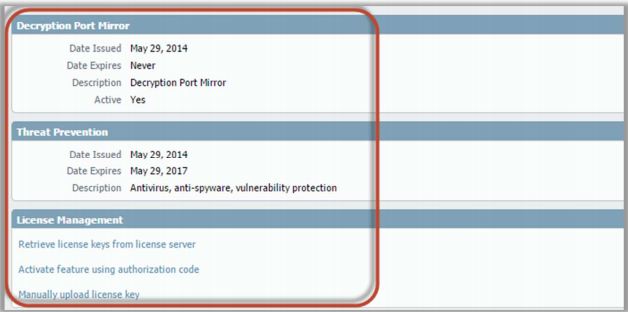 Decryption Port Mirror
Date Issued May 29, 2014
Date Expires Never
Description Decryption Port Mirror
Active Yes
Threat Prevention
Date Issued May 29, 2014
Date Expires May 29, 2017
Description Antivirus, anti-spyware, vulnerability protection
License Management
Retrieve license keys from license server
Activate feature using authorization code
Manually upload license key